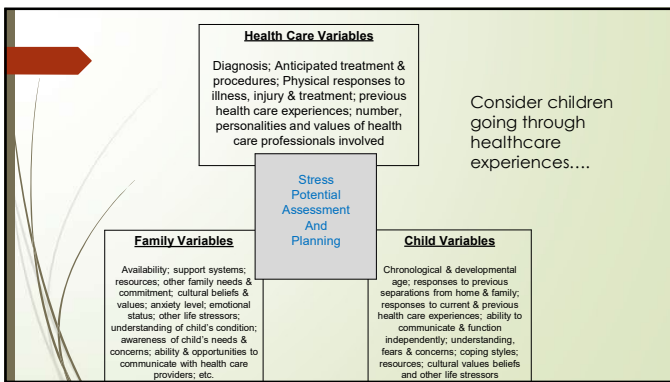 Health Care Variables
Diagnosis; Anticipated treatment &
procedures; Physical responses to
illness, injury & treatment; previous
health care experiences; number,
personalities and values of health
care professionals involved
Consider children
going through
healthcare
experiences….
Stress
Potential
Assessment
And
Planning
Family Variables
Availability; support systems;
resources; other family needs &
commitment; cultural beliefs &
values; anxiety level; emotional
status; other life stressors;
understanding of child’s condition;
awareness of child’s needs &
concerns; ability & opportunities to
communicate with health care
providers; etc.
Child Variables
Chronological & developmental
age; responses to previous
separations from home & family;
responses to current & previous
health care experiences; ability to
communicate & function
independently; understanding,
fears & concerns; coping styles;
resources; cultural values beliefs
and other life stressors